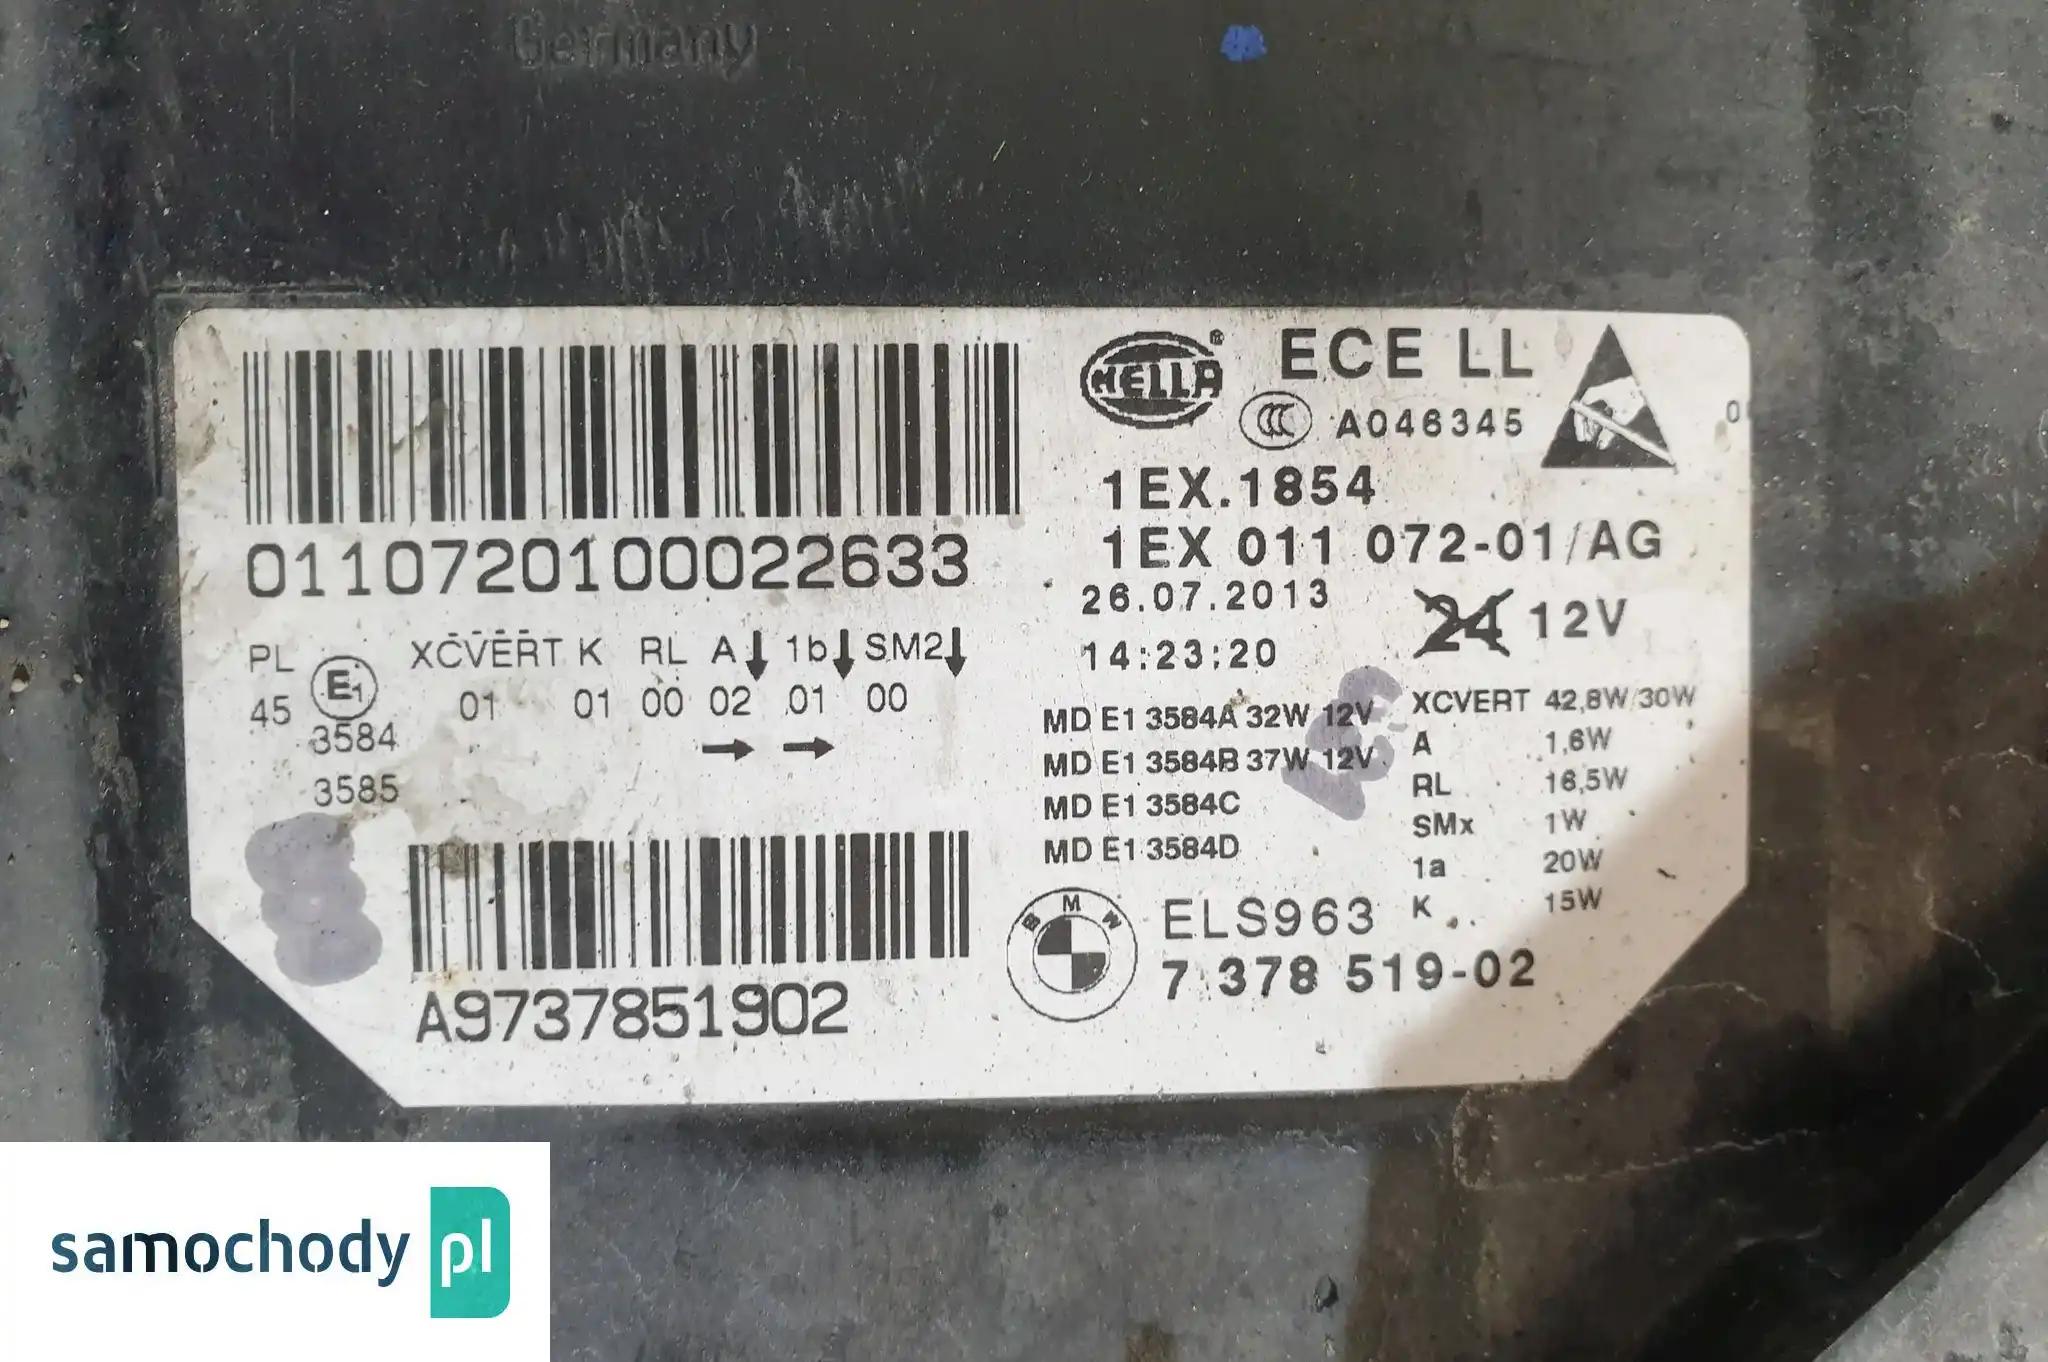 Germany
0110720100022633
PL XCVERT K RL A↓ 1b↓ SM2↓
45 E1 01 01 00 02 01 00
3584 → →
3585
A9737851902
HELLA® ECE LL
CCC A046345
1EX.1854
1EX 011 072-01/AG
26.07.2013
24 12V
14:23:20
MD E1 3584A 32W 12V
MD E1 3584B 37W 12V
MD E1 3584C
MD E1 3584D
XCVERT 42,8W/30W
A 1,6W
RL 16,5W
SMx 1W
1a 20W
K 15W
BMW
ELS963
7 378 519-02
samochody pl